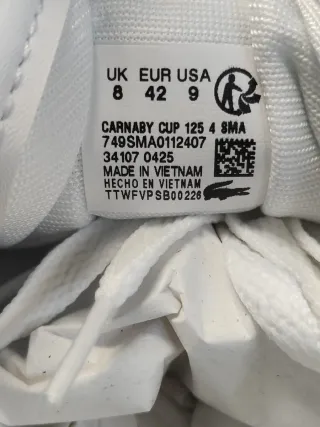 UK EUR USA
8 42 9
CARNABY CUP 125 4 SMA
749SMA0112407
34107 0425
MADE IN VIETNAM
HECHO EN VIETNAM
TTWFVPSB00226